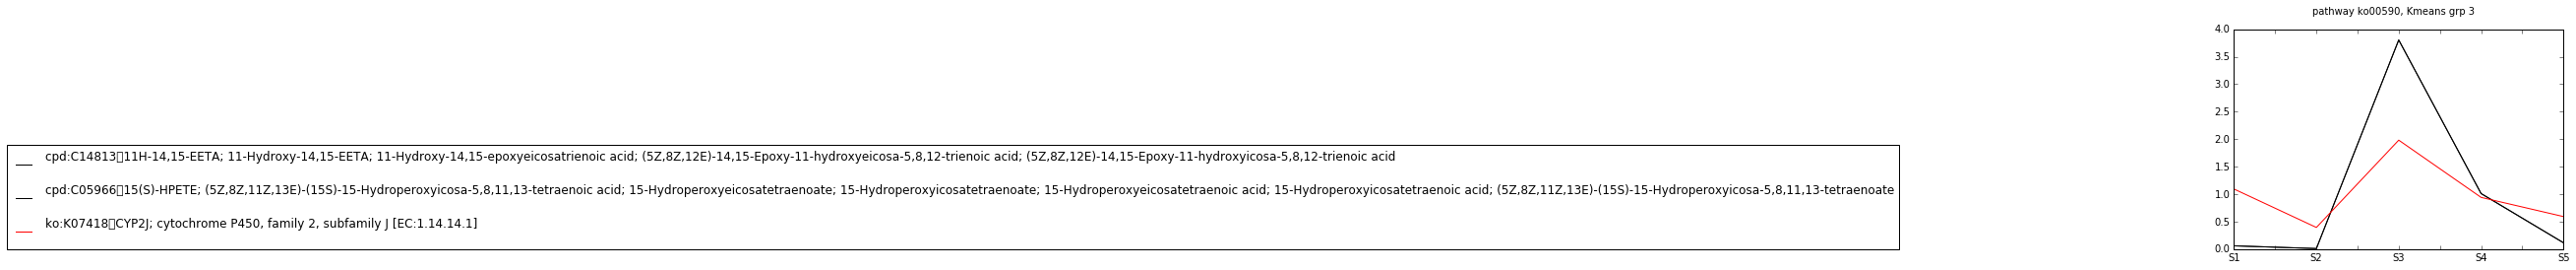 pathway ko00590, Kmeans grp 3
4.0
3.5
3.0
2.5
2.0
1.5
1.0
0.5
0.0
S1 S2 S3 S4 S5
cpd:C14813 11H-14,15-EETA; 11-Hydroxy-14,15-EETA; 11-Hydroxy-14,15-epoxyeicosatrienoic acid; (5Z,8Z,12E)-14,15-Epoxy-11-hydroxyeicosa-5,8,12-trienoic acid; (5Z,8Z,12E)-14,15-Epoxy-11-hydroxyicosa-5,8,12-trienoic acid
cpd:C05966 15(S)-HPETE; (5Z,8Z,11Z,13E)-(15S)-15-Hydroperoxyicosa-5,8,11,13-tetraenoic acid; 15-Hydroperoxyeicosatetraenoate; 15-Hydroperoxyicosatetraenoate; 15-Hydroperoxyeicosatetraenoic acid; 15-Hydroperoxyicosatetraenoic acid; (5Z,8Z,11Z,13E)-(15S)-15-Hydroperoxyicosa-5,8,11,13-tetraenoate
ko:K07418 CYP2J; cytochrome P450, family 2, subfamily J [EC:1.14.14.1]